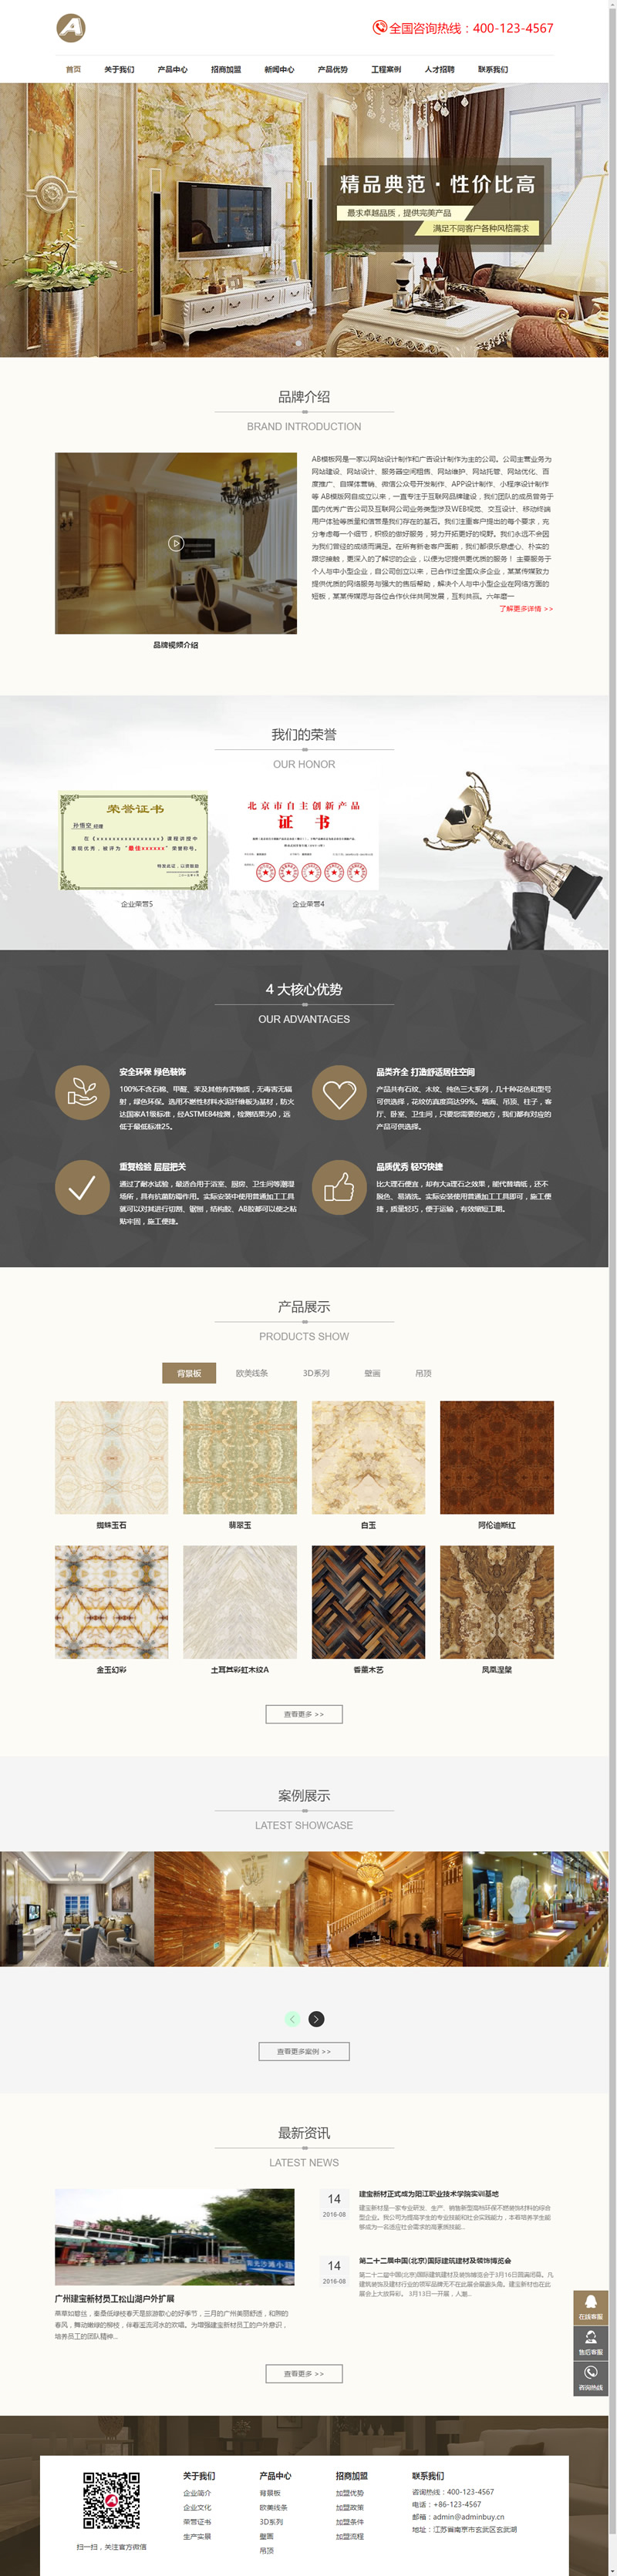 全国咨询热线：400-123-4567
首页 关于我们 产品中心 招商加盟 新闻中心 产品优势 工程案例 人才招聘 联系我们
精品典范·性价比高
最求卓越品质，提供完美产品
满足不同客户各种风格需求
品牌介绍
BRAND INTRODUCTION
AB模板网是一家以网站设计制作和广告设计制作为主的公司。公司主营业务为
网站建设、网站设计、服务器空间租售、网站维护、网站托管、网站优化、百
度推广、自媒体营销、微信公众号开发制作、APP设计制作、小程序设计制作
等 AB模板网自成立以来，一直专注于互联网品牌建设，我们团队的成员曾务于
国内优秀广告公司及互联网公司业务类型涉及WEB视觉、交互设计、移动终端
用户体验等质量和信誉是我们存在的基石。我们注重客户提出的每个要求，充
分考虑每一个细节，积极的做好服务，努力开拓更好的视野。我们永远不会因
为我们曾经的成绩而满足。在所有新老客户面前，我们都很乐意虚心、朴实的
跟您接触，更深入的了解您的企业，以便为您提供更优质的服务！ 主要服务于
个人与中小型企业，自公司创立以来，已合作过全国众多企业，某某传媒致力
提供优质的网络服务与强大的售后帮助，解决个人与中小型企业在网络方面的
短板，某某传媒愿与各位合作伙伴共同发展，互利共赢。六年磨一
了解更多详情 >>
品牌视频介绍
我们的荣誉
OUR HONOR
荣誉证书
孙悟空 经理
在《xxxxxxxxxxxxxxx》课程讲授中
表现优秀，被评为“最佳xxxxxx”荣誉称号。
特发此证，以资鼓励
北京市自主创新产品
证 书
企业荣誉5
企业荣誉4
4 大核心优势
OUR ADVANTAGES
安全环保 绿色装饰
100%不含石棉、甲醛、苯及其他有害物质，无毒害无辐
射，绿色环保。选用不燃性材料水泥纤维板为基材，防火
达国家A1级标准，经ASTME84检测，检测结果为0，远
低于最低标准25。
品类齐全 打造舒适居住空间
产品共有石纹、木纹、纯色三大系列，几十种花色和型号
可供选择，花纹仿真度高达99%。墙面、吊顶、柱子，客
厅、卧室、卫生间，只要您需要的地方，我们都有对应的
产品可供选择。
重复检验 层层把关
通过了耐水试验，最适合用于浴室、厨房、卫生间等潮湿
场所，具有抗菌防霉作用。实际安装中使用普通加工工具
就可以对其进行切割、锯刨，结构胶、AB胶都可以使之粘
贴牢固，施工便捷。
品质优秀 轻巧快捷
比大理石便宜，却有大a理石之效果，能代替墙纸，还不
脱色、易清洗。实际安装使用普通加工工具即可，施工便
捷，质量轻巧，便于运输，有效缩短工期。
产品展示
PRODUCTS SHOW
背景板 欧美线条 3D系列 壁画 吊顶
蜘蛛玉石 翡翠玉 白玉 阿伦迪斯红
金玉幻彩 土耳其彩虹木纹A 香薰木艺 凤凰涅槃
查看更多 >>
案例展示
LATEST SHOWCASE
查看更多案例 >>
最新资讯
LATEST NEWS
广州建宝新材员工松山湖户外扩展
草草如碧丝，秦桑低绿枝春天是旅游散心的好季节，三月的广州美丽舒适，和煦的
春风，舞动嫩绿的柳枝，伴着温流河水的欢唱。为增强建宝新材员工的户外意识，
培养员工的团队精神...
14
2016-08
建宝新材正式成为阳江职业技术学院实训基地
建宝新材是一家专业研发、生产、销售新型高档环保不燃装饰材料的综合
型企业。我公司为提高学生的专业技能和社会实践能力，本着培养学生能
够成为一名适应社会需求的高素质技能...
14
2016-08
第二十二届中国(北京)国际建筑建材及装饰博览会
第二十二届中国(北京)国际建筑建材及装饰博览会于3月16日圆满闭幕。凡
建筑装饰及建材行业的领军品牌无不在此展会展露头角。建宝新材也在此
展会上大放异彩。 3月13日一开展，人潮...
查看更多 >>
在线客服
售后客服
咨询热线
扫一扫，关注官方微信
关于我们
企业简介
企业文化
荣誉证书
生产实景
产品中心
背景板
欧美线条
3D系列
壁画
吊顶
招商加盟
加盟优势
加盟政策
加盟条件
加盟流程
联系我们
咨询热线：400-123-4567
电话：+86-123-4567
邮箱：admin@adminbuy.cn
地址：江苏省南京市玄武区玄武湖